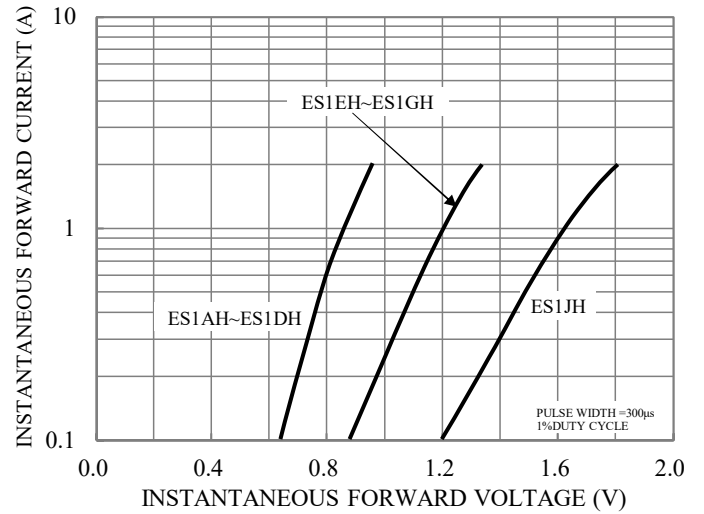 INSTANTANEOUS FORWARD CURRENT (A)
10
1
0.1
ES1EH~ES1GH
ES1AH~ES1DH
ES1JH
PULSE WIDTH =300μs
1%DUTY CYCLE
0.0 0.4 0.8 1.2 1.6 2.0
INSTANTANEOUS FORWARD VOLTAGE (V)